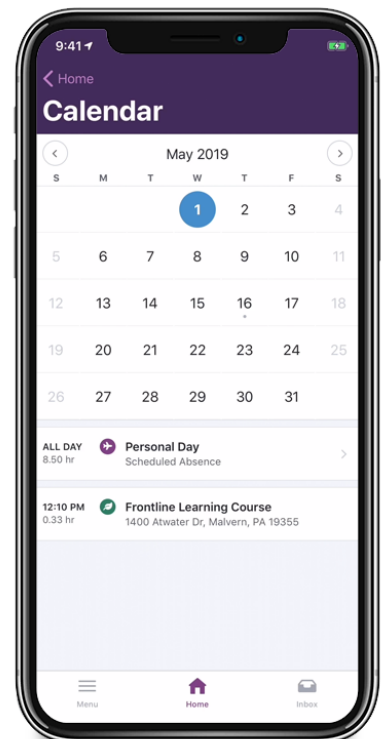 9:41
Home
Calendar
May 2019
S M T W T F S
1 2 3 4
5 6 7 8 9 10 11
12 13 14 15 16 17 18
19 20 21 22 23 24 25
26 27 28 29 30 31
ALL DAY Personal Day
8.50 hr Scheduled Absence
12:10 PM Frontline Learning Course
0.33 hr 1400 Atwater Dr, Malvern, PA 19355
Menu Home Inbox